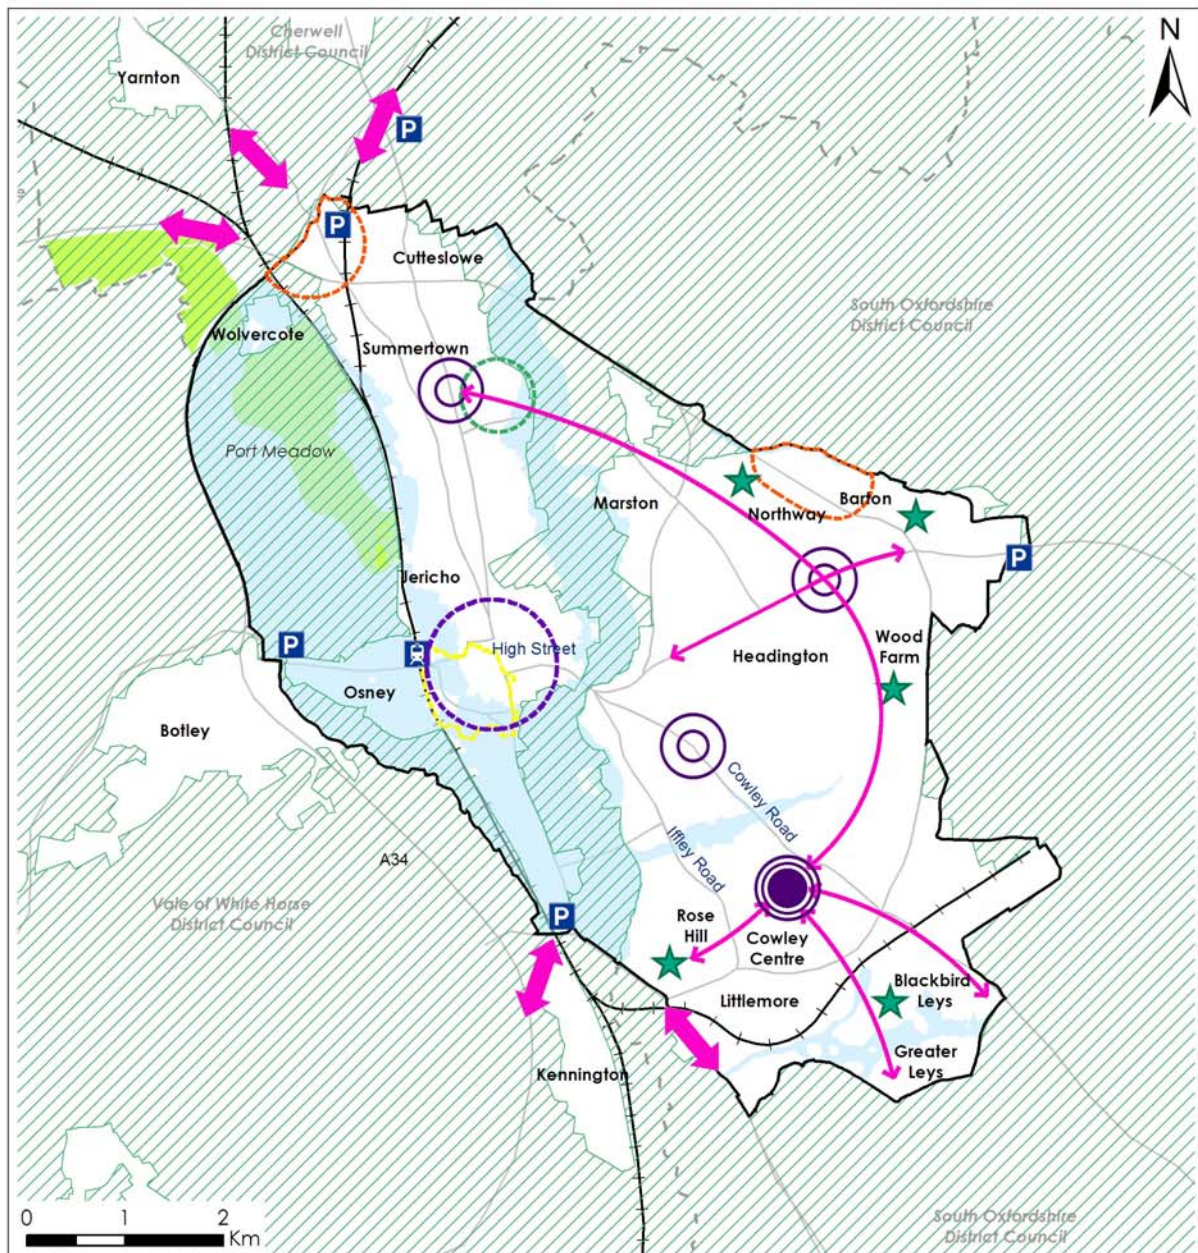 Cherwell
District Council
N
Yarnton
P
P
Cutteslowe
South Oxfordshire
District Council
Wolvercote
Summertown
Port Meadow
Marston
Northway
Barton
P
Jericho
High Street
Wood
Farm
P
Headington
Osney
Botley
Cowley Road
Iffley Road
A34
Vale of White Horse
District Council
P
Rose
Hill
Cowley
Centre
Blackbird
Leys
Littlemore
Greater
Leys
Kennington
0 1 2
Km
South Oxfordshire
District Council